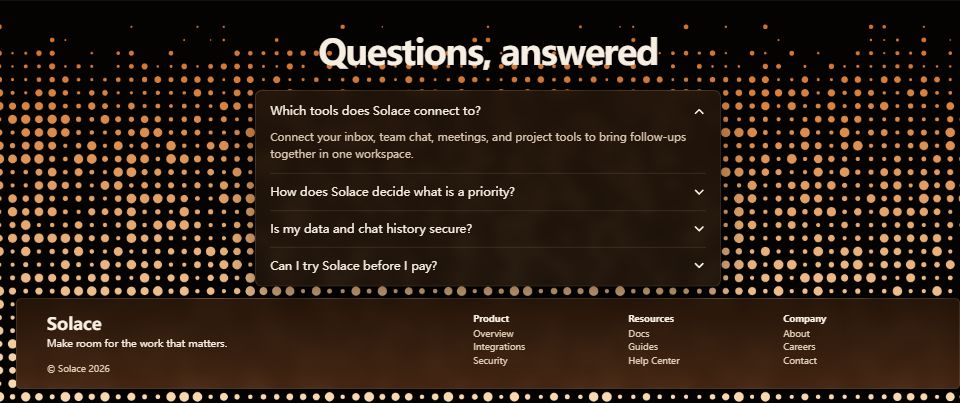 Questions, answered
Which tools does Solace connect to?
Connect your inbox, team chat, meetings, and project tools to bring follow-ups
together in one workspace.
How does Solace decide what is a priority?
Is my data and chat history secure?
Can I try Solace before I pay?
Solace
Make room for the work that matters.
© Solace 2026
Product
Overview
Integrations
Security
Resources
Docs
Guides
Help Center
Company
About
Careers
Contact